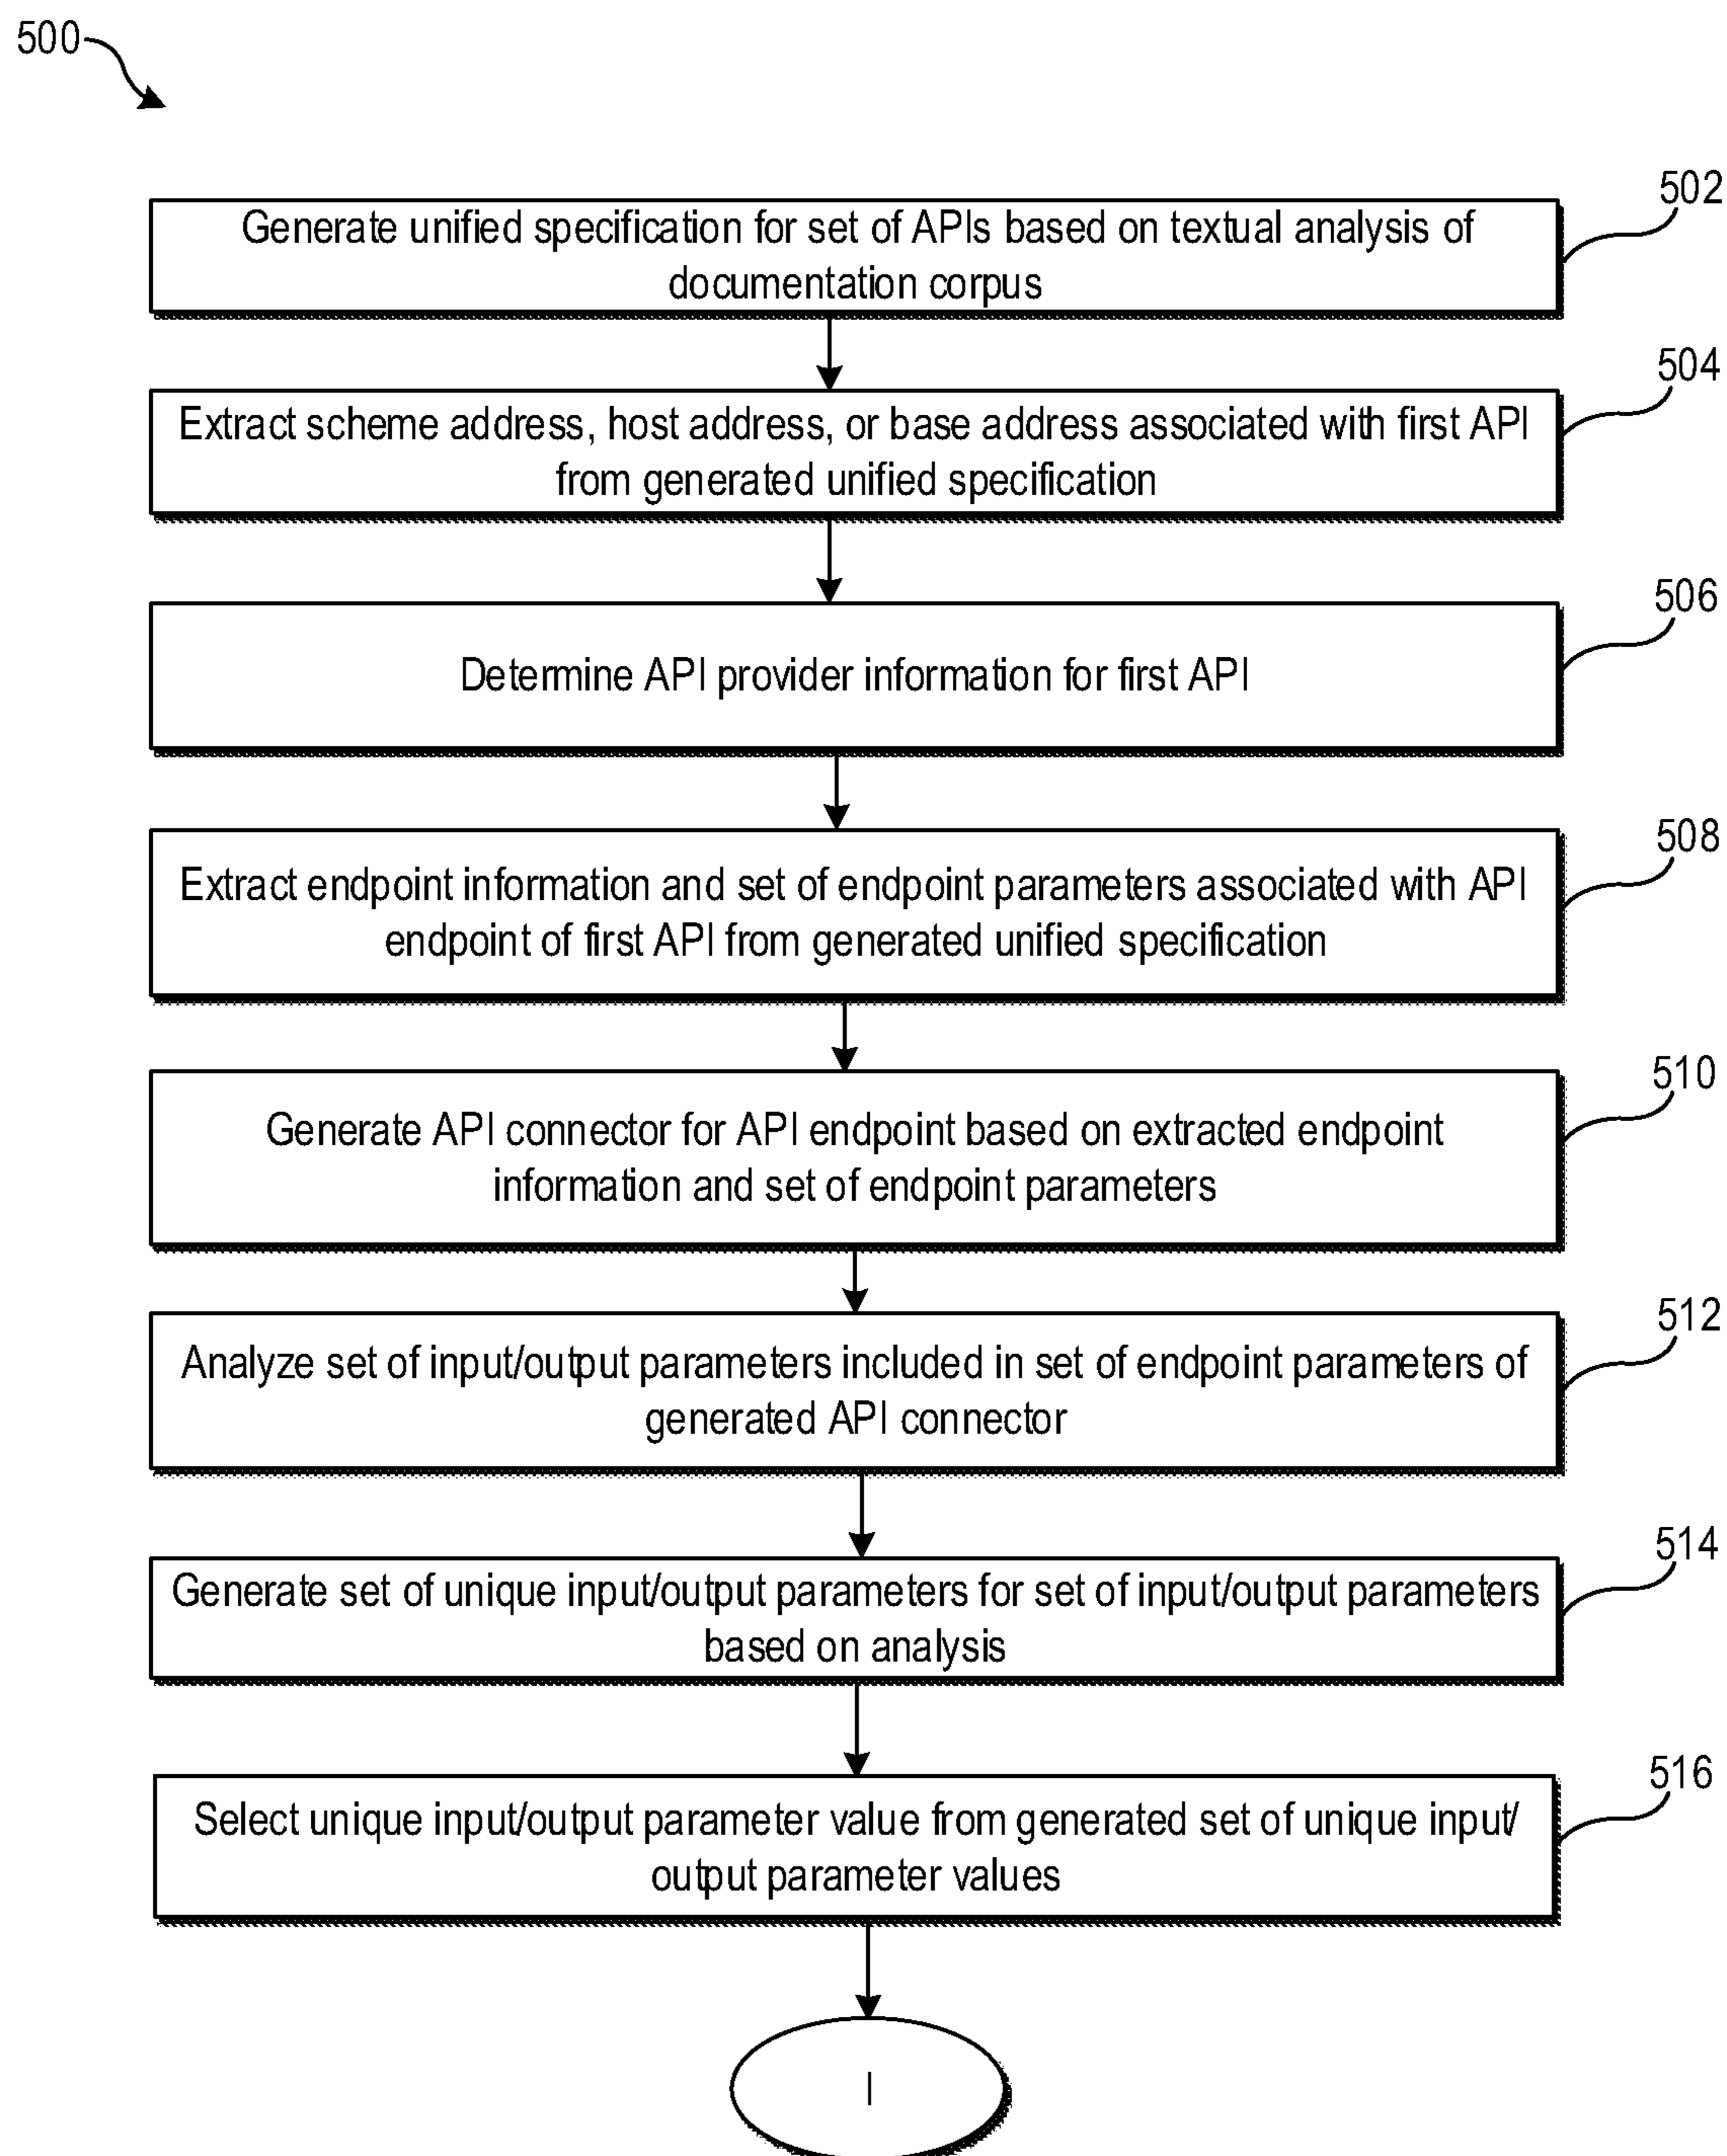 500
502
Generate unified specification for set of APIs based on textual analysis of
documentation corpus
504
Extract scheme address, host address, or base address associated with first API
from generated unified specification
506
Determine API provider information for first API
508
Extract endpoint information and set of endpoint parameters associated with API
endpoint of first API from generated unified specification
510
Generate API connector for API endpoint based on extracted endpoint
information and set of endpoint parameters
512
Analyze set of input/output parameters included in set of endpoint parameters of
generated API connector
514
Generate set of unique input/output parameters for set of input/output parameters
based on analysis
516
Select unique input/output parameter value from generated set of unique input/
output parameter values
I